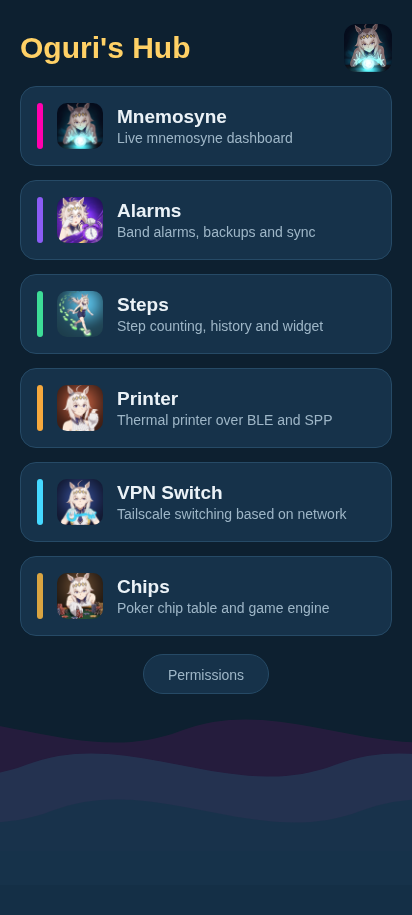 Oguri's Hub
Mnemosyne
Live mnemosyne dashboard
Alarms
Band alarms, backups and sync
Steps
Step counting, history and widget
Printer
Thermal printer over BLE and SPP
VPN Switch
Tailscale switching based on network
Chips
Poker chip table and game engine
Permissions